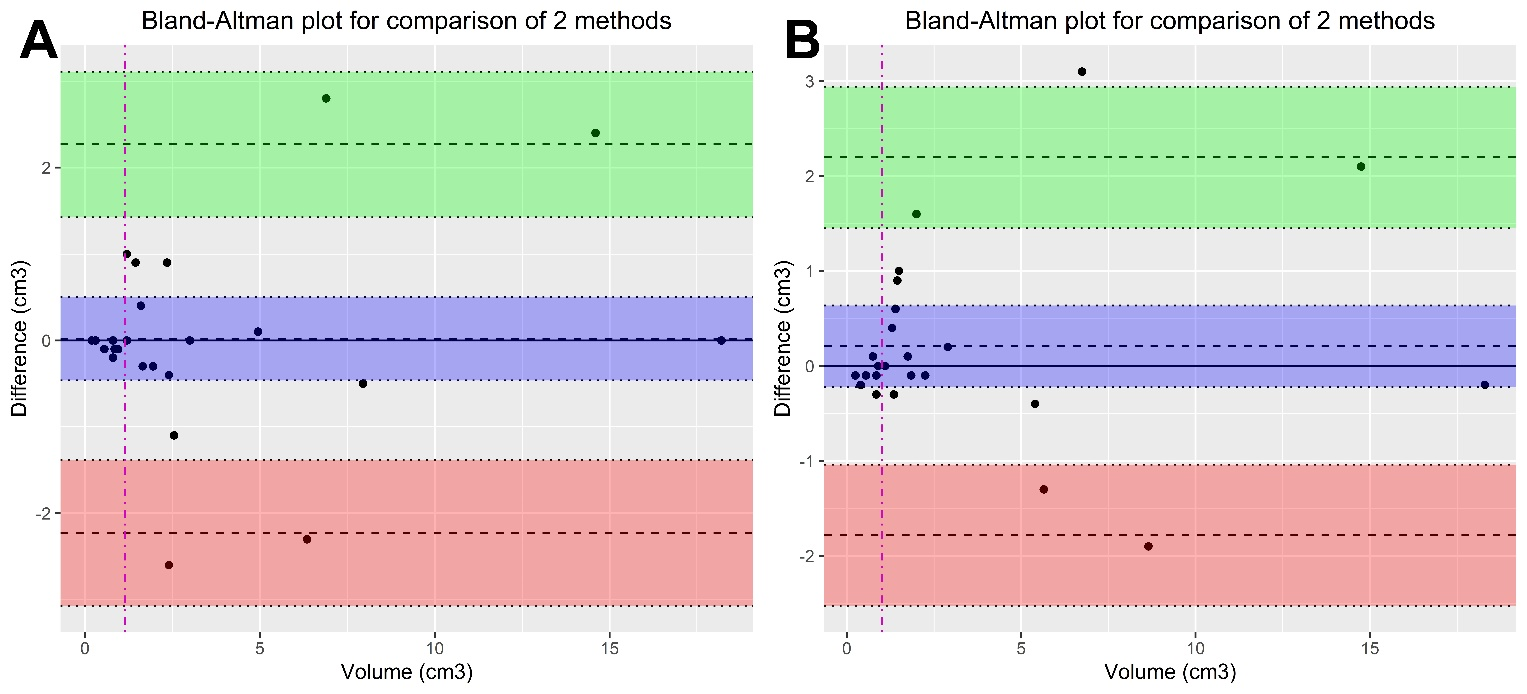 A
Bland-Altman plot for comparison of 2 methods
Difference (cm3)
2
0
-2
0 5 10 15
Volume (cm3)
B
Bland-Altman plot for comparison of 2 methods
Difference (cm3)
3
2
1
0
-1
-2
0 5 10 15
Volume (cm3)